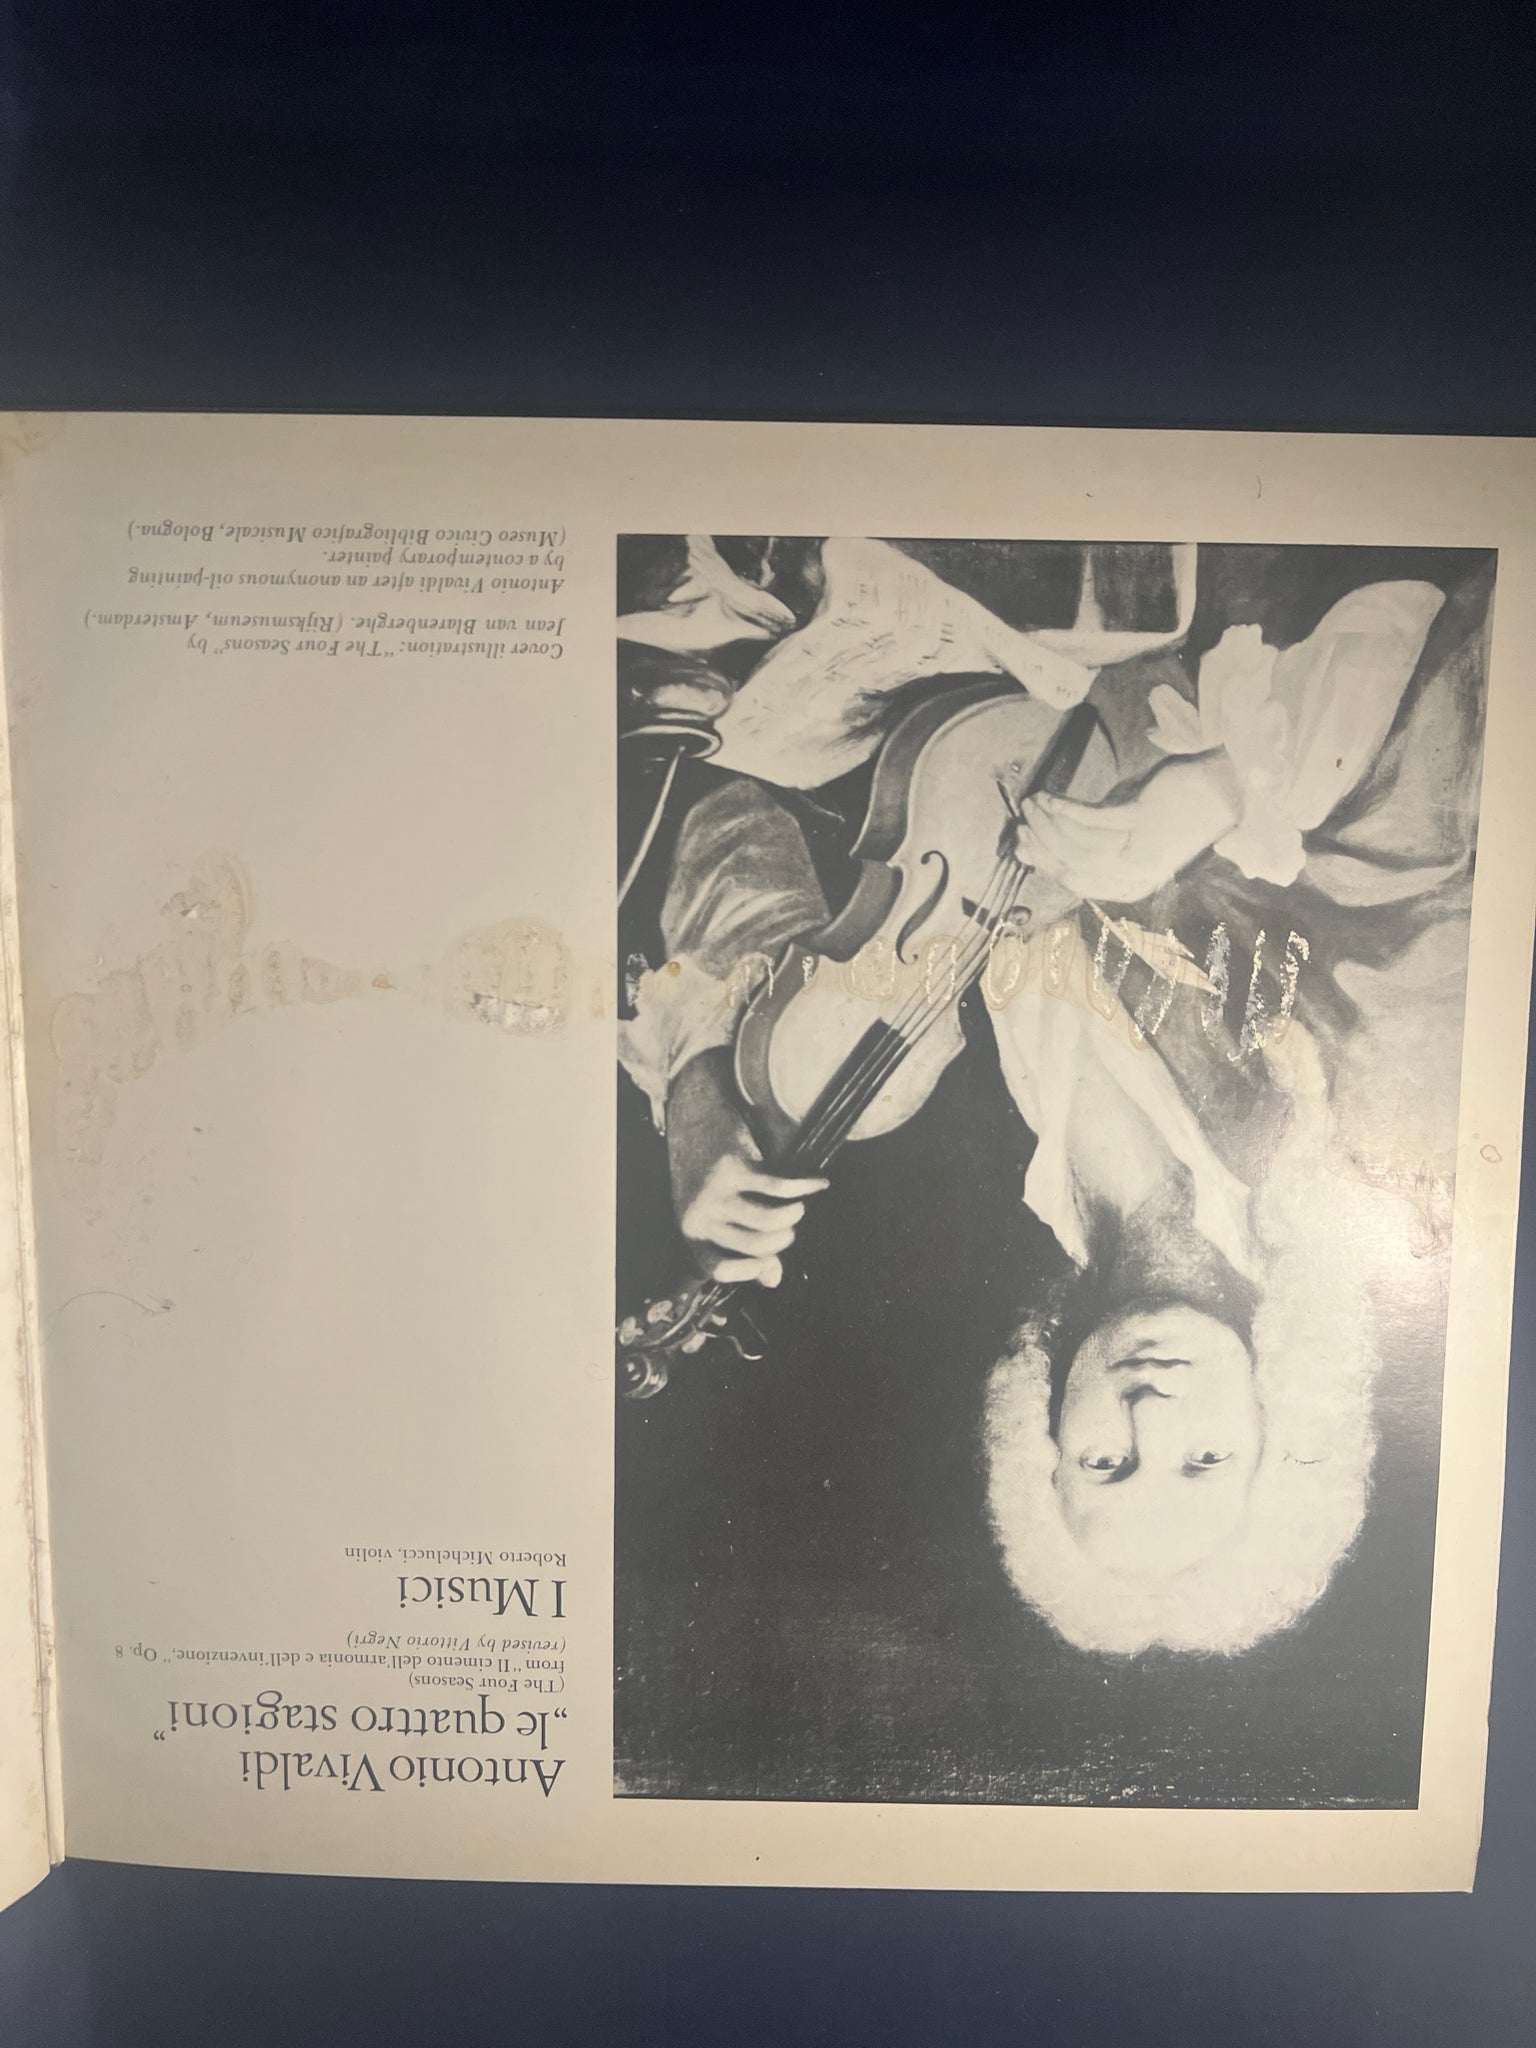 Antonio Vivaldi
„le quattro stagioni”
(The Four Seasons)
from “Il cimento dell'armonia e dell'invenzione,” Op. 8
(revised by Vittorio Negri)
I Musici
Roberto Michelucci, violin
Cover illustration: “The Four Seasons” by
Jean van Blarenberghe. (Rijksmuseum, Amsterdam.)
Antonio Vivaldi after an anonymous oil-painting
by a contemporary painter.
(Museo Civico Bibliografico Musicale, Bologna.)